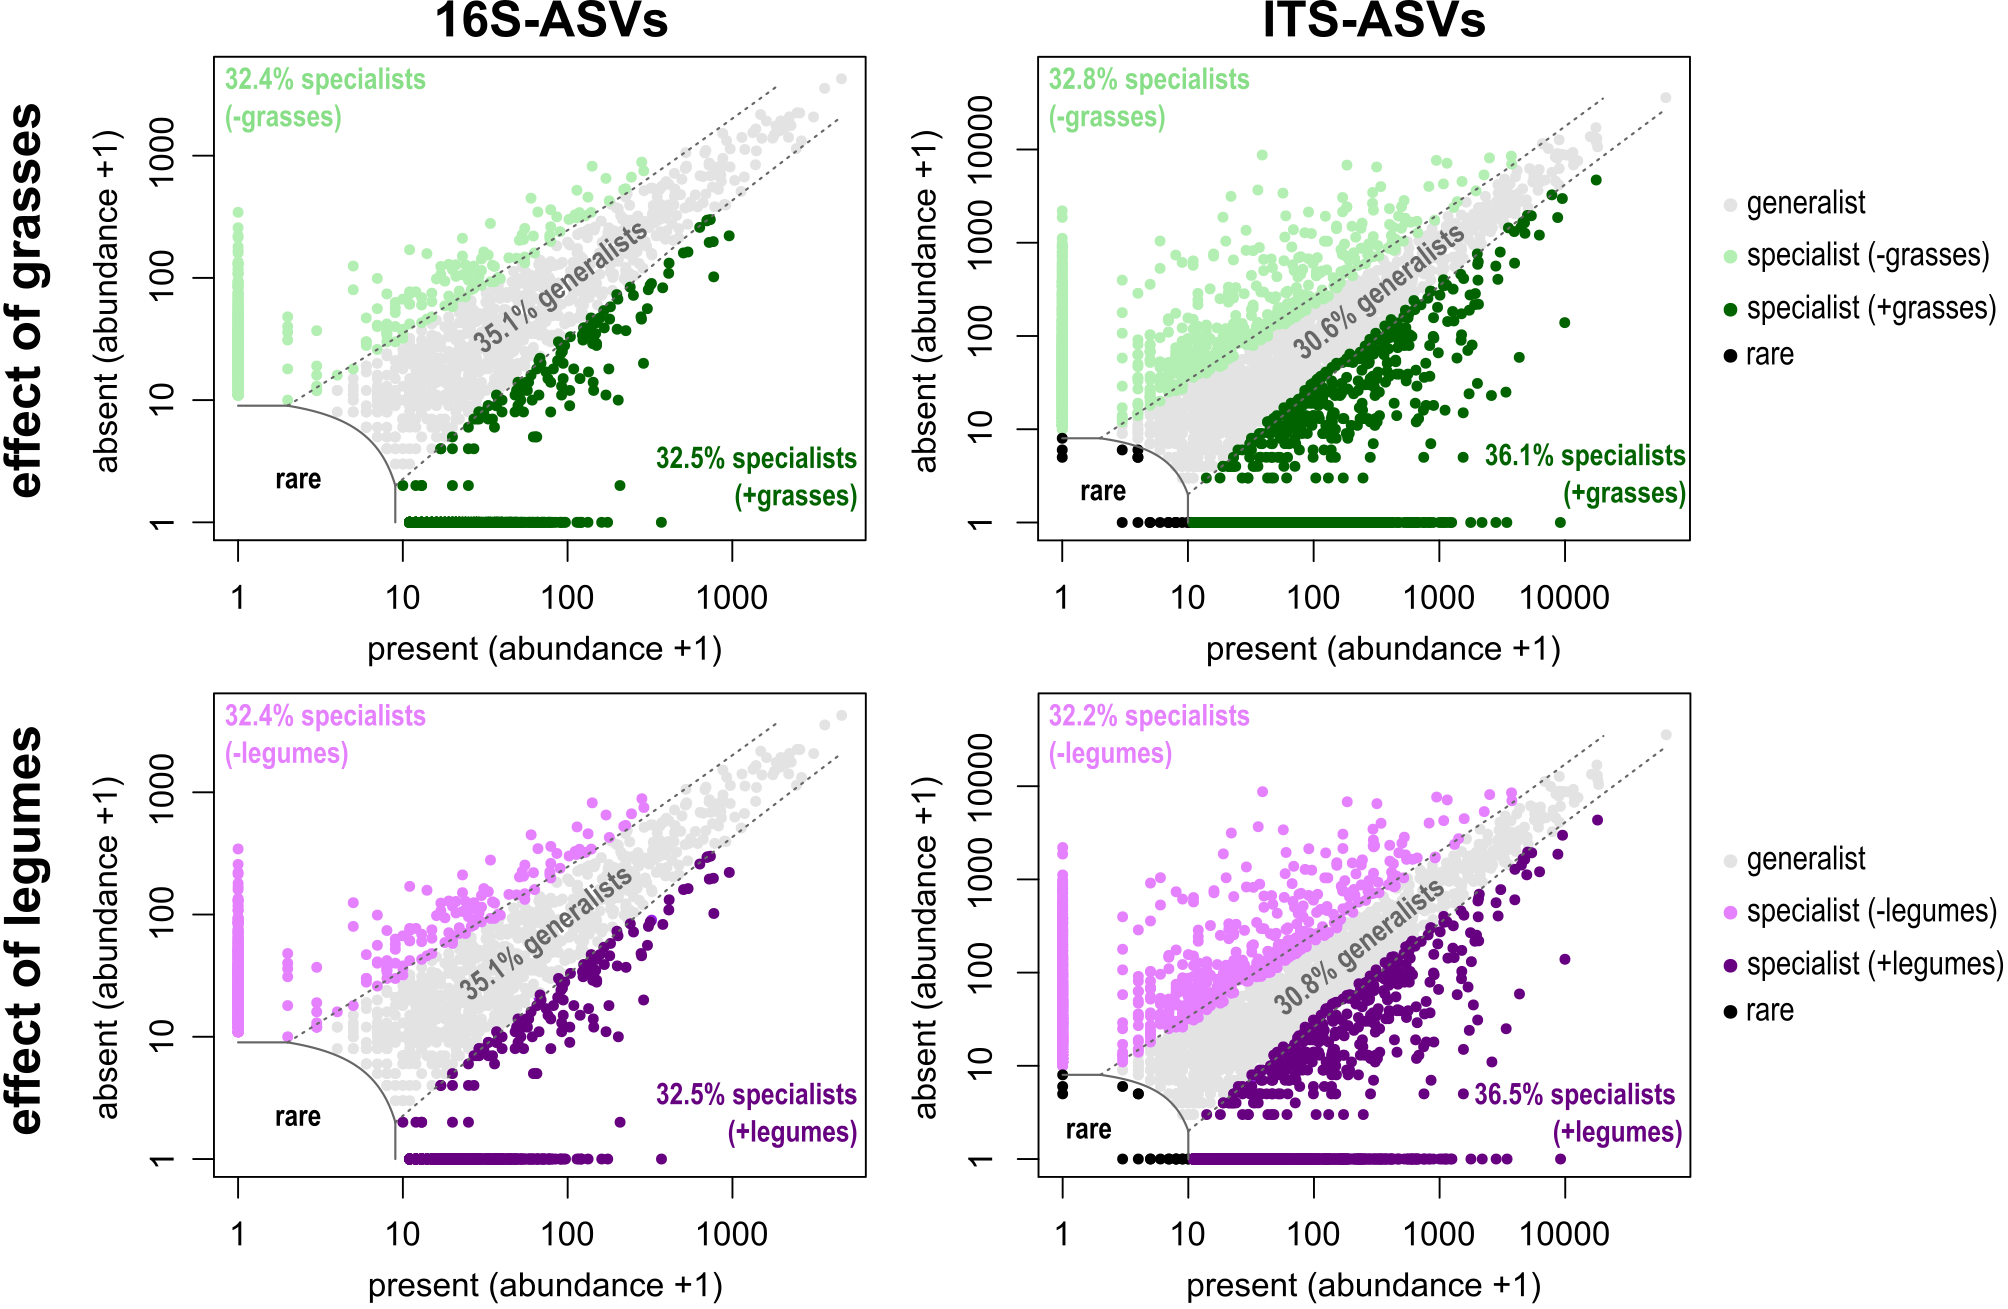 16S-ASVs
ITS-ASVs
effect of grasses
absent (abundance +1)
1000
100
10
1
32.4% specialists
(-grasses)
35.1% generalists
rare
32.5% specialists
(+grasses)
1 10 100 1000
present (abundance +1)
absent (abundance +1)
10000
1000
100
10
1
32.8% specialists
(-grasses)
30.6% generalists
rare
36.1% specialists
(+grasses)
1 10 100 1000 10000
present (abundance +1)
generalist
specialist (-grasses)
specialist (+grasses)
rare
effect of legumes
absent (abundance +1)
1000
100
10
1
32.4% specialists
(-legumes)
35.1% generalists
rare
32.5% specialists
(+legumes)
1 10 100 1000
present (abundance +1)
absent (abundance +1)
10000
1000
100
10
1
32.2% specialists
(-legumes)
30.8% generalists
rare
36.5% specialists
(+legumes)
1 10 100 1000 10000
present (abundance +1)
generalist
specialist (-legumes)
specialist (+legumes)
rare